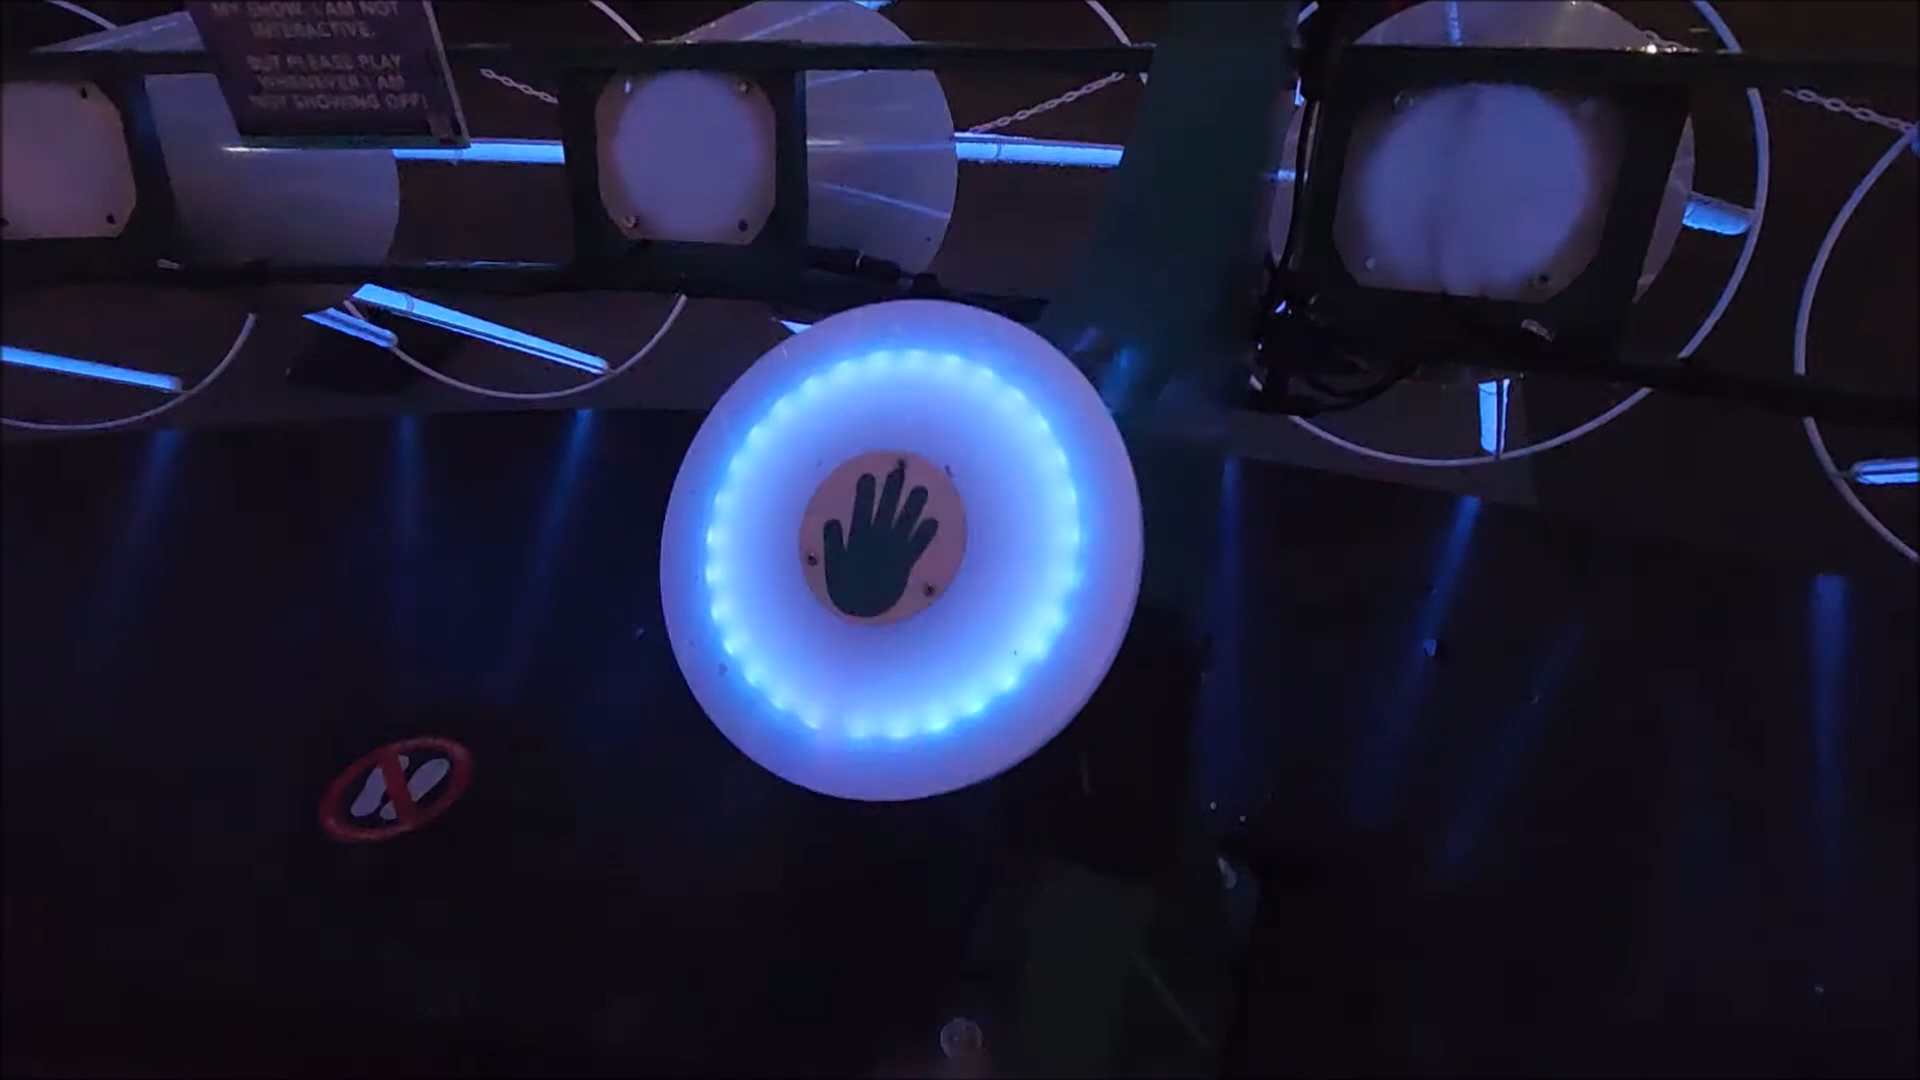 MY SHOW. I AM NOT
INTERACTIVE.
BUT PLEASE PLAY
WHENEVER I AM
NOT SHOWING OFF!